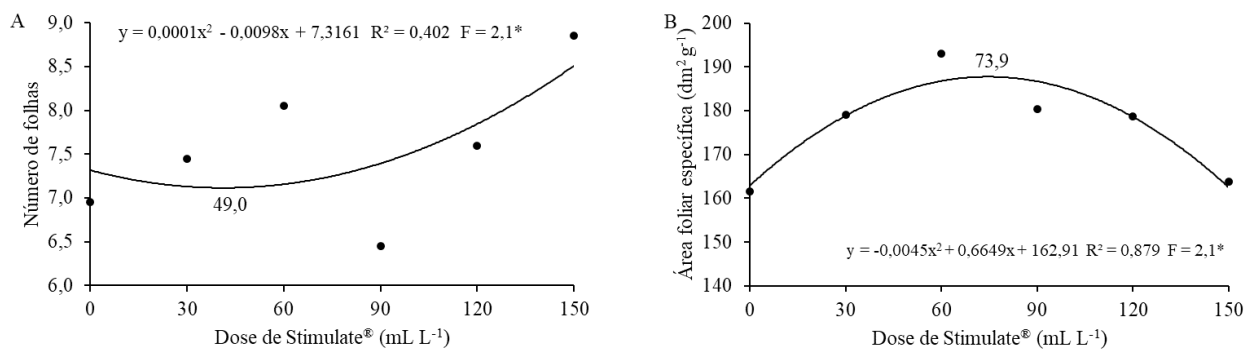 A
y = 0,0001x² - 0,0098x + 7,3161 R² = 0,402 F = 2,1*
Número de folhas
9,0
8,5
8,0
7,5
7,0
6,5
6,0
49,0
0 30 60 90 120 150
Dose de Stimulate® (mL L⁻¹)
B
Área foliar específica (dm² g⁻¹)
200
190
180
170
160
150
140
73,9
y = -0,0045x² + 0,6649x + 162,91 R² = 0,879 F = 2,1*
0 30 60 90 120 150
Dose de Stimulate® (mL L⁻¹)